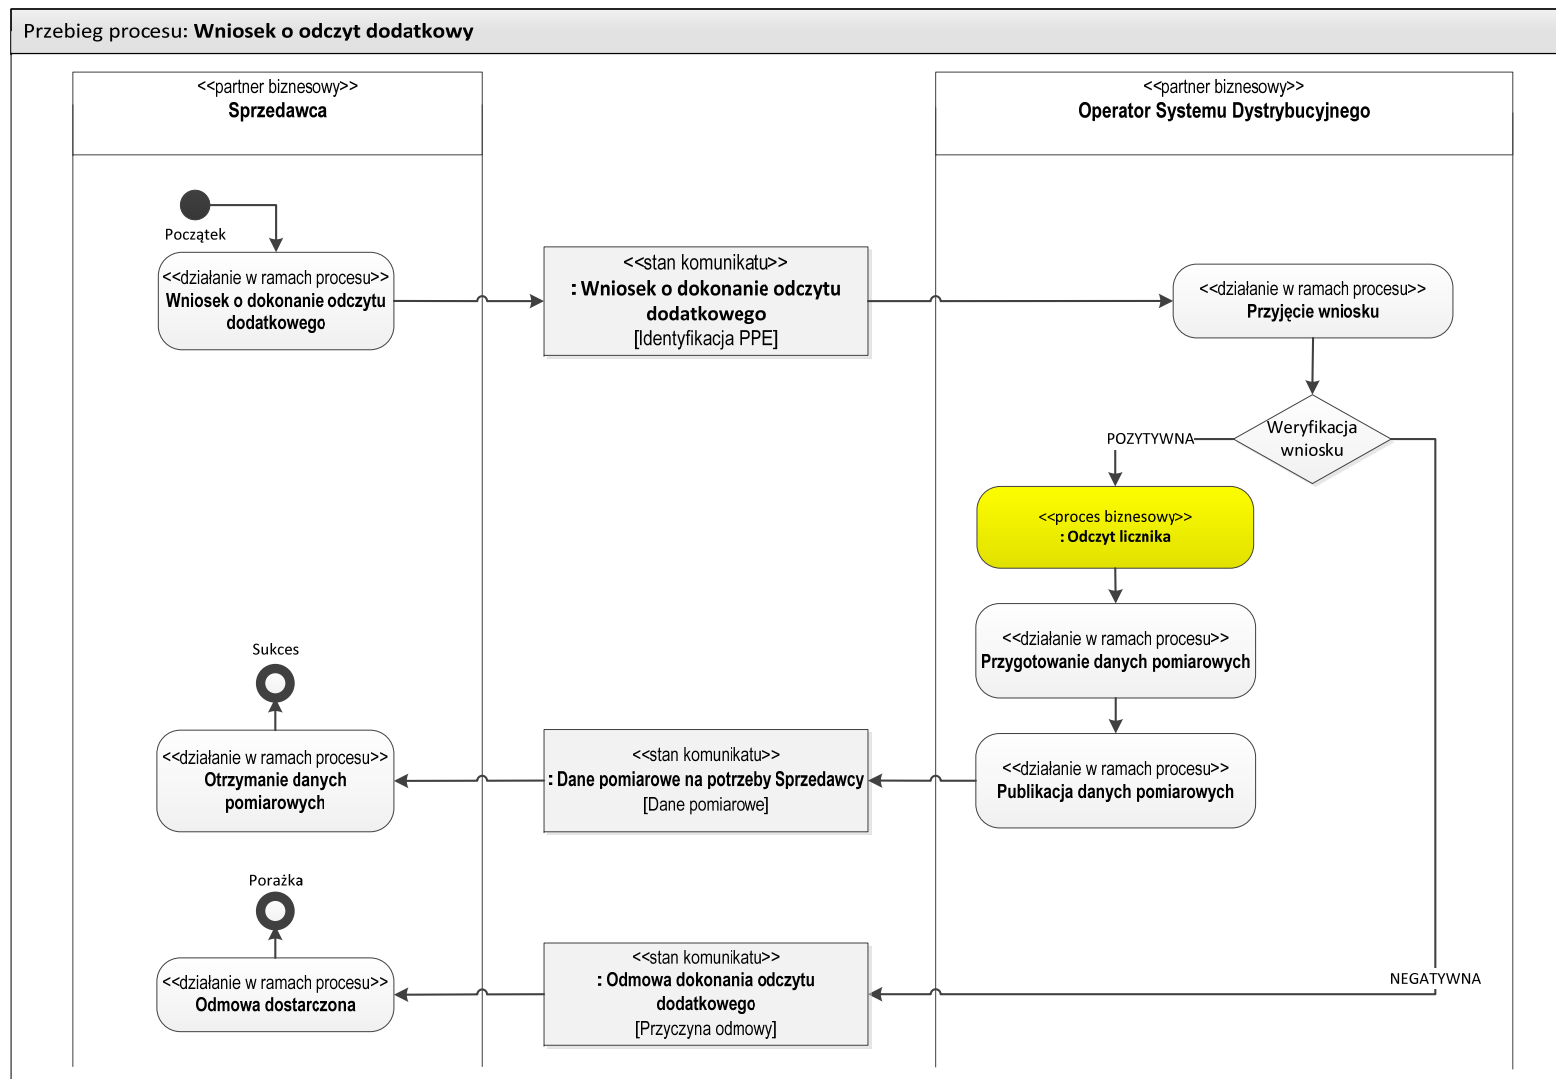 Przebieg procesu: Wniosek o odczyt dodatkowy
<<partner biznesowy>>
Sprzedawca
<<partner biznesowy>>
Operator Systemu Dystrybucyjnego
Początek
<<działanie w ramach procesu>>
Wniosek o dokonanie odczytu
dodatkowego
<<stan komunikatu>>
: Wniosek o dokonanie odczytu
dodatkowego
[Identyfikacja PPE]
<<działanie w ramach procesu>>
Przyjęcie wniosku
Weryfikacja
wniosku
POZYTYWNA
<<proces biznesowy>>
: Odczyt licznika
<<działanie w ramach procesu>>
Przygotowanie danych pomiarowych
Sukces
<<działanie w ramach procesu>>
Otrzymanie danych
pomiarowych
<<stan komunikatu>>
: Dane pomiarowe na potrzeby Sprzedawcy
[Dane pomiarowe]
<<działanie w ramach procesu>>
Publikacja danych pomiarowych
Porażka
<<działanie w ramach procesu>>
Odmowa dostarczona
<<stan komunikatu>>
: Odmowa dokonania odczytu
dodatkowego
[Przyczyna odmowy]
NEGATYWNA